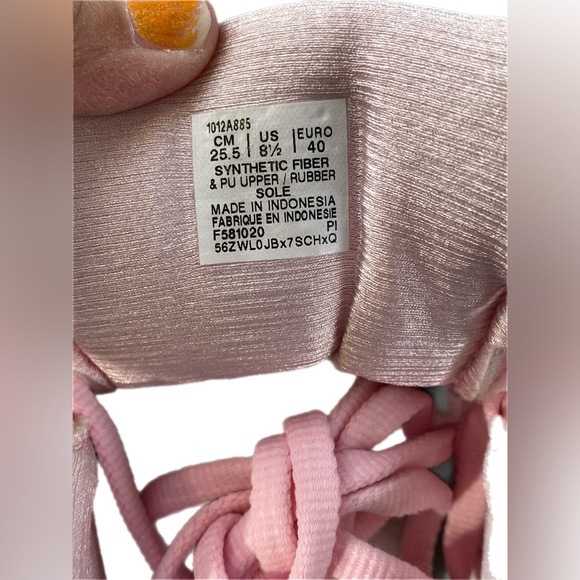 1012A885
CM | US | EURO
25.5 | 8½ | 40
SYNTHETIC FIBER
& PU UPPER / RUBBER
SOLE
MADE IN INDONESIA
FABRIQUE EN INDONESIE
F581020 PI
56ZWL0JBx7SCHxQ